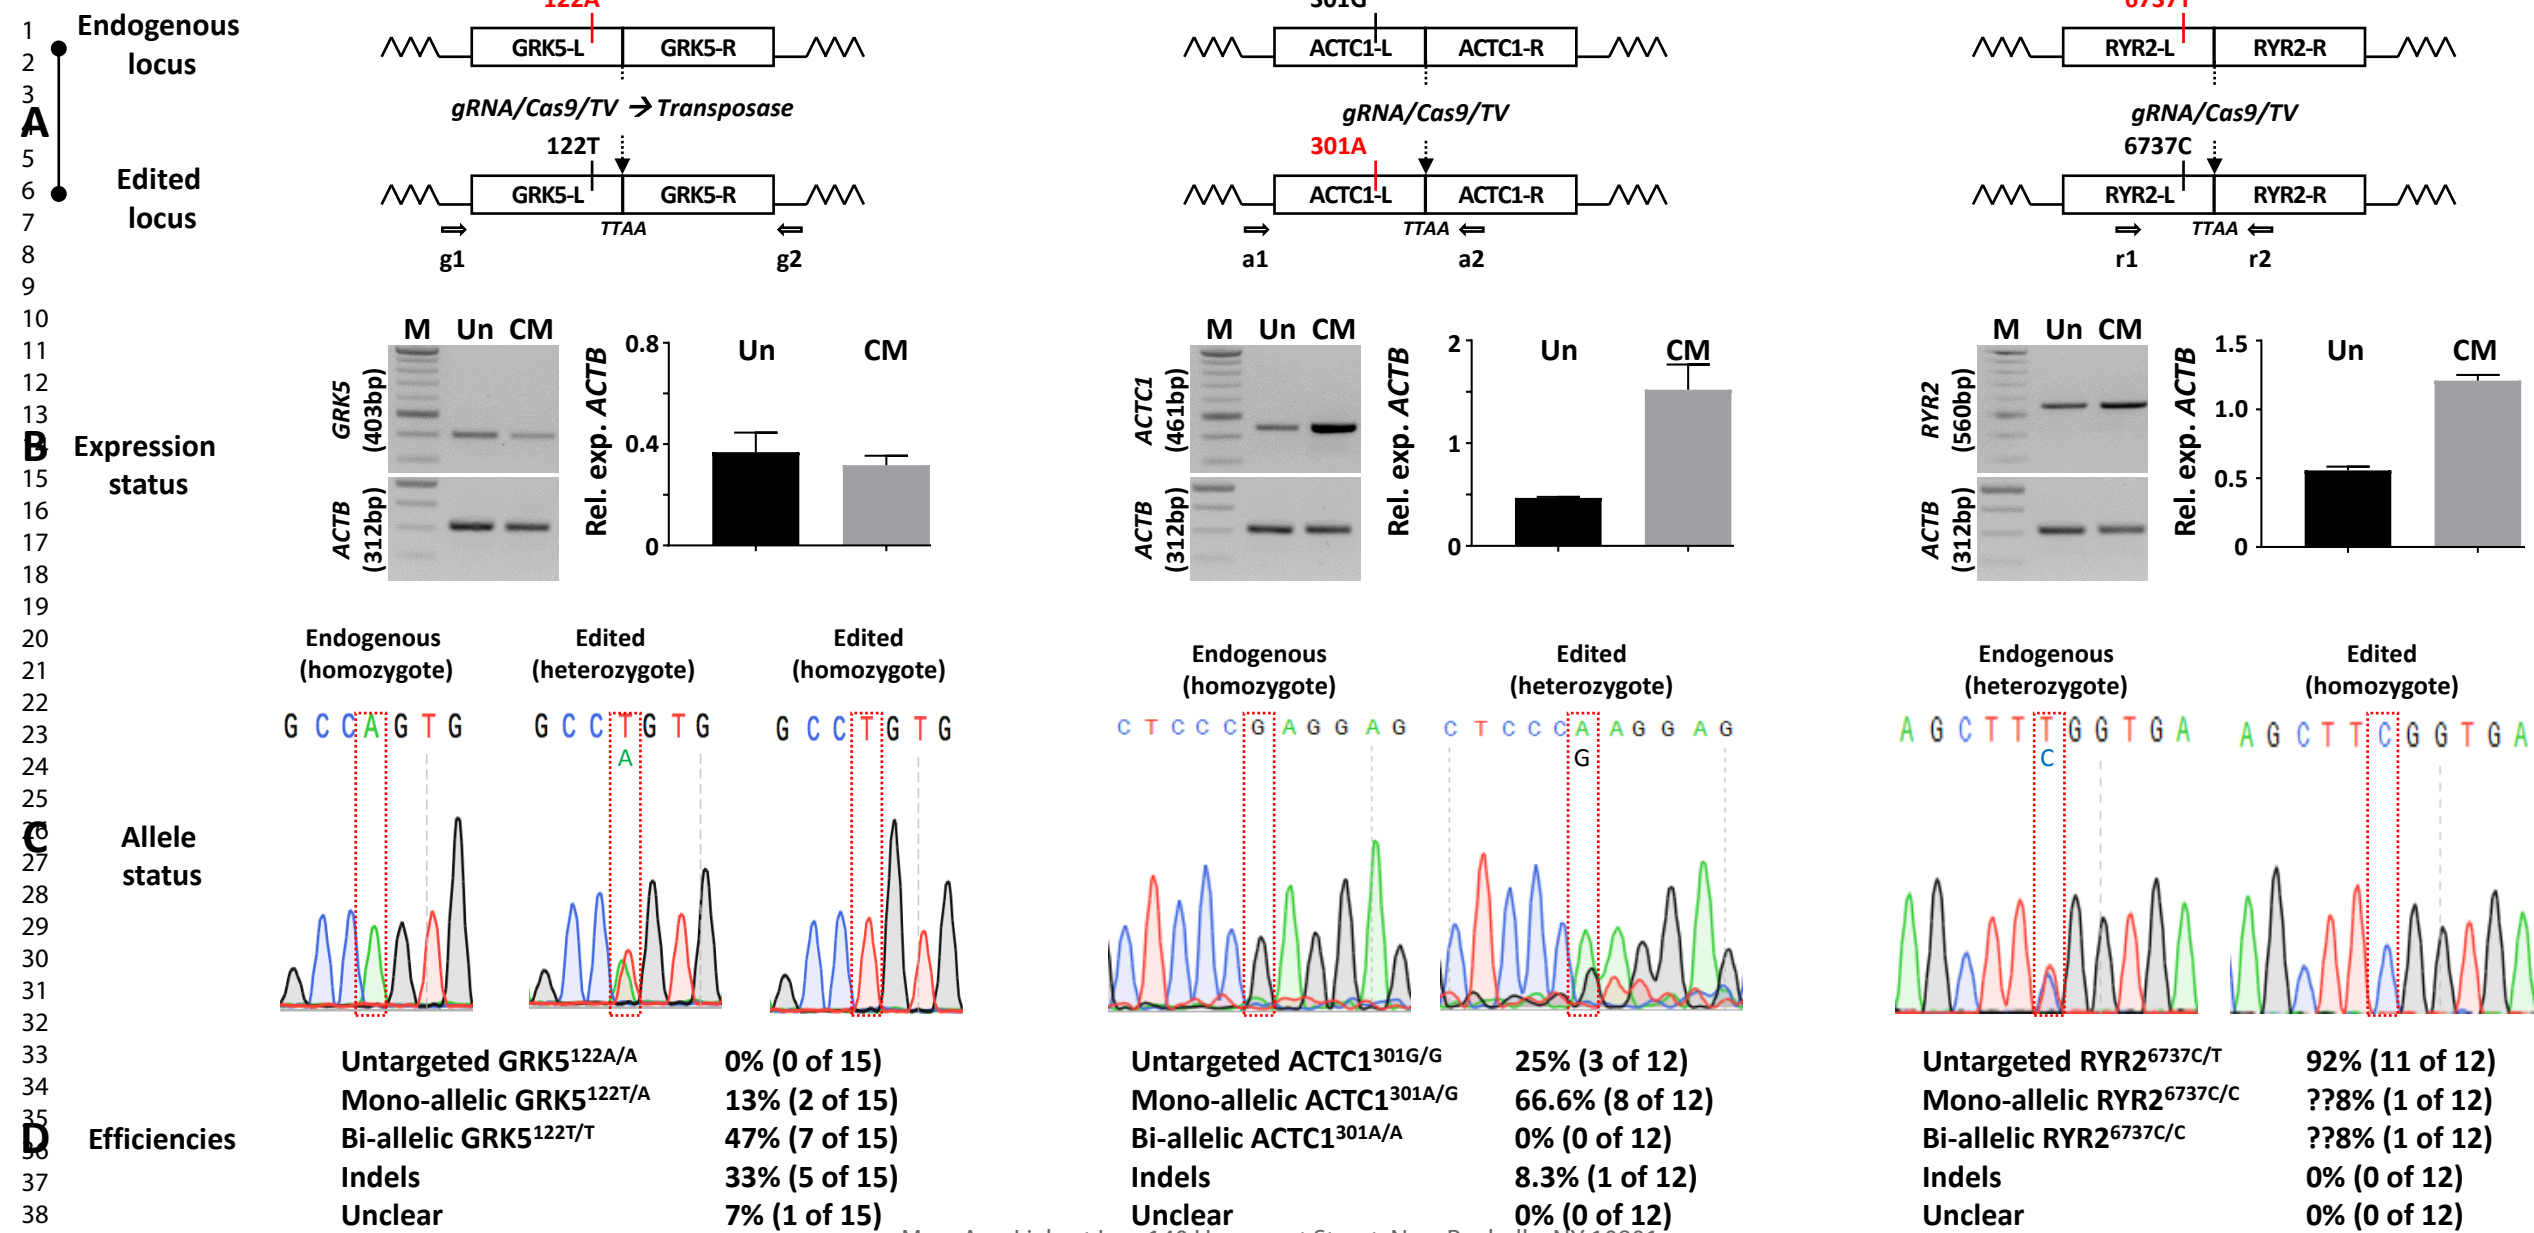 122A
301G
6737T
1
2
3
4
5
6
7
8
9
10
11
12
13
14
15
16
17
18
19
20
21
22
23
24
25
26
27
28
29
30
31
32
33
34
35
36
37
38
A
Endogenous
locus
GRK5-L GRK5-R
ACTC1-L ACTC1-R
RYR2-L RYR2-R
gRNA/Cas9/TV → Transposase
gRNA/Cas9/TV
gRNA/Cas9/TV
122T
301A
6737C
Edited
locus
GRK5-L GRK5-R
ACTC1-L ACTC1-R
RYR2-L RYR2-R
TTAA
TTAA
TTAA
g1 g2
a1 a2
r1 r2
B
Expression
status
M Un CM
GRK5
(403bp)
ACTB
(312bp)
Rel. exp. ACTB
0.8
0.4
0
Un CM
M Un CM
ACTC1
(461bp)
ACTB
(312bp)
Rel. exp. ACTB
2
1
0
Un CM
M Un CM
RYR2
(560bp)
ACTB
(312bp)
Rel. exp. ACTB
1.5
1.0
0.5
0
Un CM
C
Allele
status
Endogenous
(homozygote)
GCCAGTG
Edited
(heterozygote)
GCCTGTG
A
Edited
(homozygote)
GCCTGTG
Endogenous
(homozygote)
CTCCCGAGGAG
Edited
(heterozygote)
CTCCCAAGGAG
G
Endogenous
(heterozygote)
AGCTTTGGTGA
C
Edited
(homozygote)
AGCTTCGGTGA
D
Efficiencies
Untargeted GRK5122A/A 0% (0 of 15)
Mono-allelic GRK5122T/A 13% (2 of 15)
Bi-allelic GRK5122T/T 47% (7 of 15)
Indels 33% (5 of 15)
Unclear 7% (1 of 15)
Untargeted ACTC1301G/G 25% (3 of 12)
Mono-allelic ACTC1301A/G 66.6% (8 of 12)
Bi-allelic ACTC1301A/A 0% (0 of 12)
Indels 8.3% (1 of 12)
Unclear 0% (0 of 12)
Untargeted RYR26737C/T 92% (11 of 12)
Mono-allelic RYR26737C/C ??8% (1 of 12)
Bi-allelic RYR26737C/C ??8% (1 of 12)
Indels 0% (0 of 12)
Unclear 0% (0 of 12)